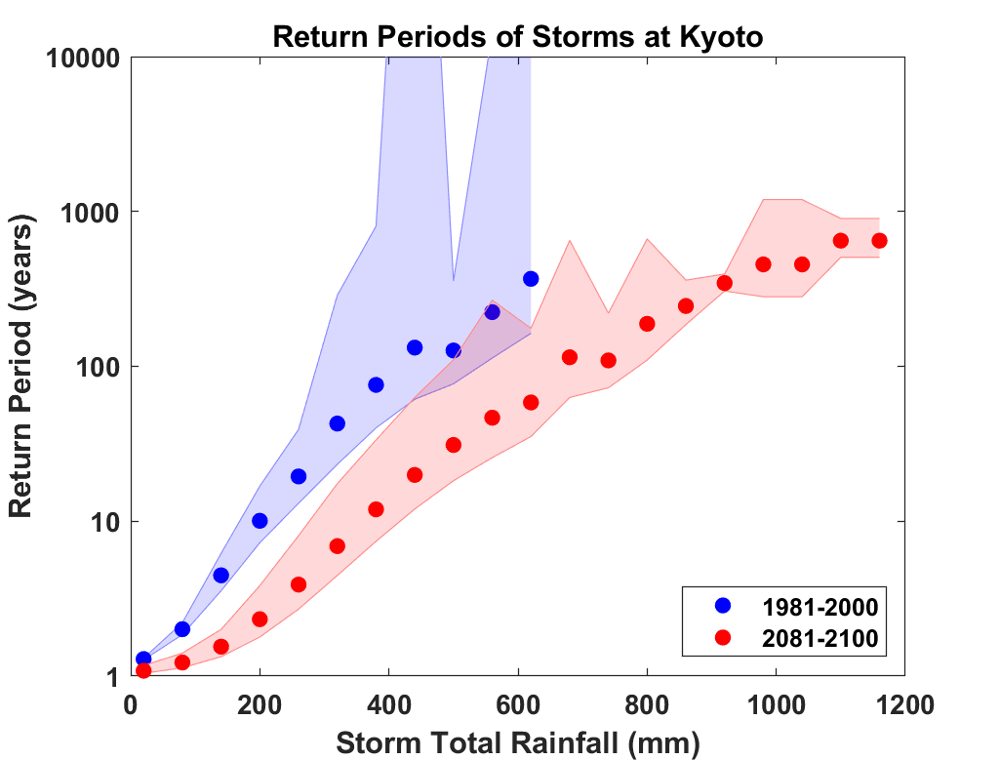 Return Periods of Storms at Kyoto
10000
1000
100
10
1
Return Period (years)
0 200 400 600 800 1000 1200
Storm Total Rainfall (mm)
1981-2000
2081-2100